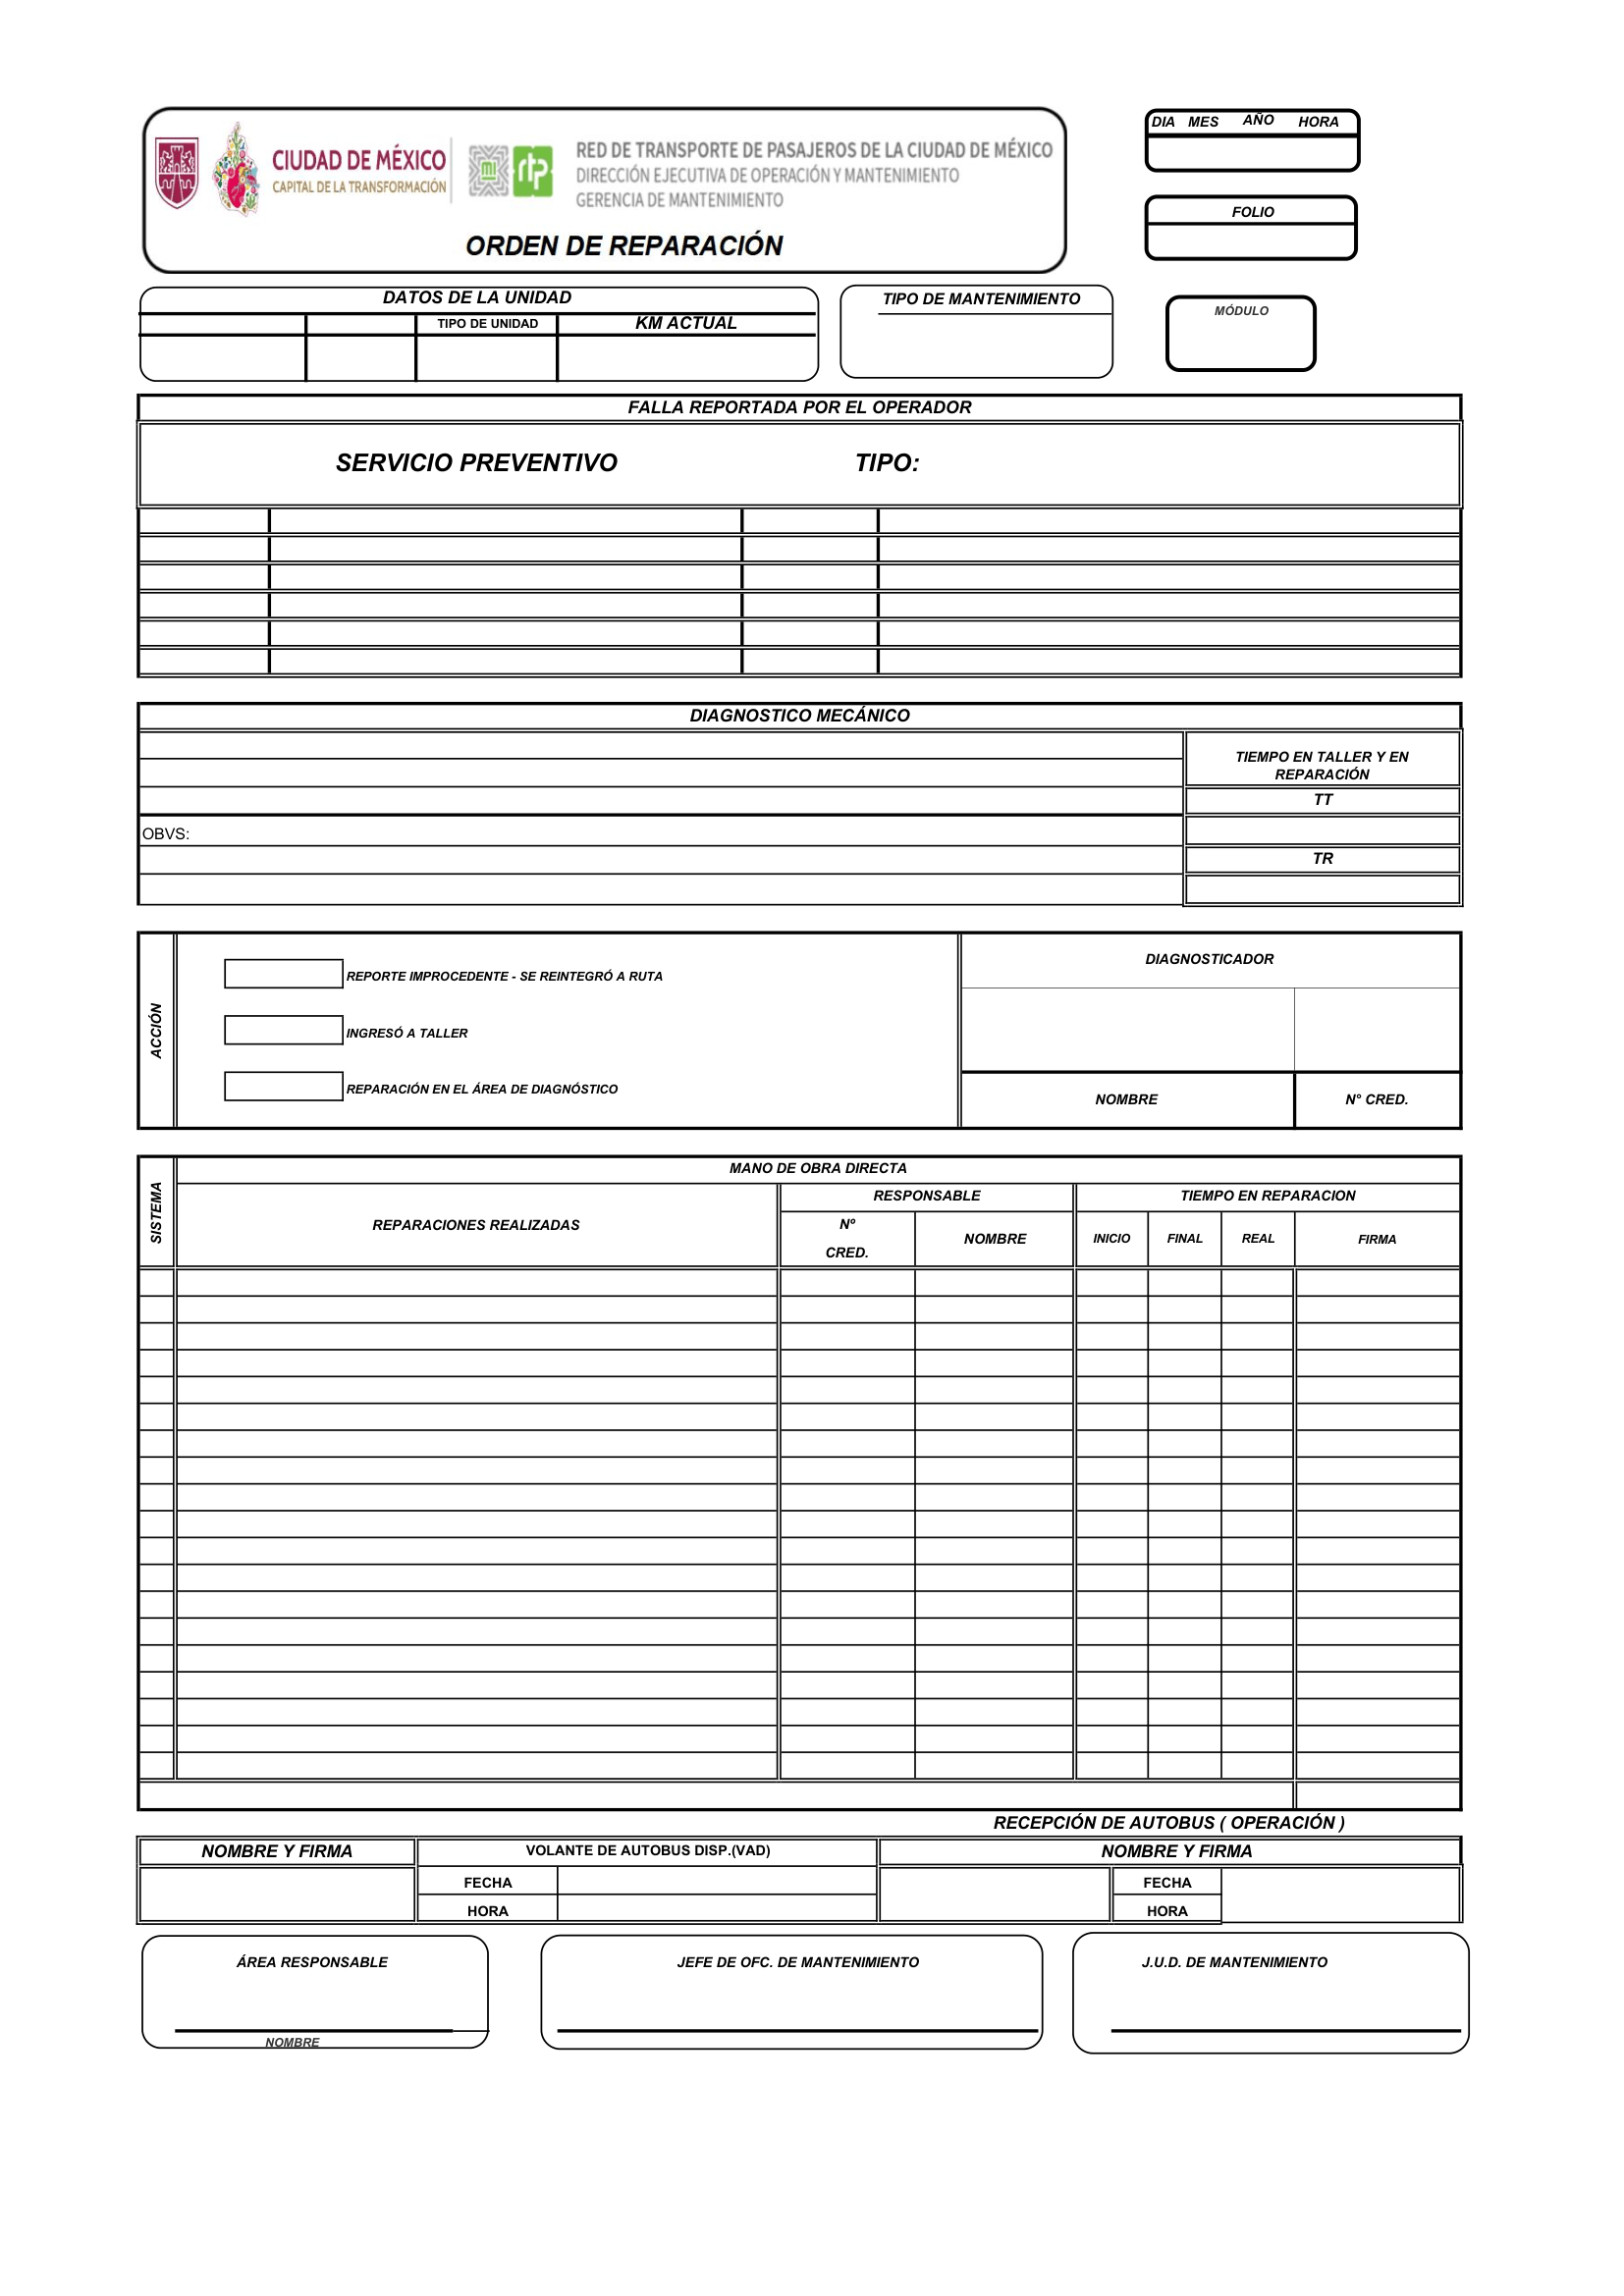 CIUDAD DE MÉXICO
CAPITAL DE LA TRANSFORMACIÓN
mi
rtp
RED DE TRANSPORTE DE PASAJEROS DE LA CIUDAD DE MÉXICO
DIRECCIÓN EJECUTIVA DE OPERACIÓN Y MANTENIMIENTO
GERENCIA DE MANTENIMIENTO
ORDEN DE REPARACIÓN
DIA MES AÑO HORA
FOLIO
DATOS DE LA UNIDAD
TIPO DE UNIDAD KM ACTUAL
TIPO DE MANTENIMIENTO
MÓDULO
FALLA REPORTADA POR EL OPERADOR
SERVICIO PREVENTIVO TIPO:
DIAGNOSTICO MECÁNICO
TIEMPO EN TALLER Y EN
REPARACIÓN
TT
OBVS:
TR
ACCIÓN
REPORTE IMPROCEDENTE - SE REINTEGRÓ A RUTA
INGRESÓ A TALLER
REPARACIÓN EN EL ÁREA DE DIAGNÓSTICO
DIAGNOSTICADOR
NOMBRE N° CRED.
SISTEMA
MANO DE OBRA DIRECTA
REPARACIONES REALIZADAS
RESPONSABLE
TIEMPO EN REPARACION
Nº
CRED.
NOMBRE
INICIO FINAL REAL FIRMA
RECEPCIÓN DE AUTOBUS ( OPERACIÓN )
NOMBRE Y FIRMA VOLANTE DE AUTOBUS DISP.(VAD) NOMBRE Y FIRMA
FECHA FECHA
HORA HORA
ÁREA RESPONSABLE
NOMBRE
JEFE DE OFC. DE MANTENIMIENTO
J.U.D. DE MANTENIMIENTO